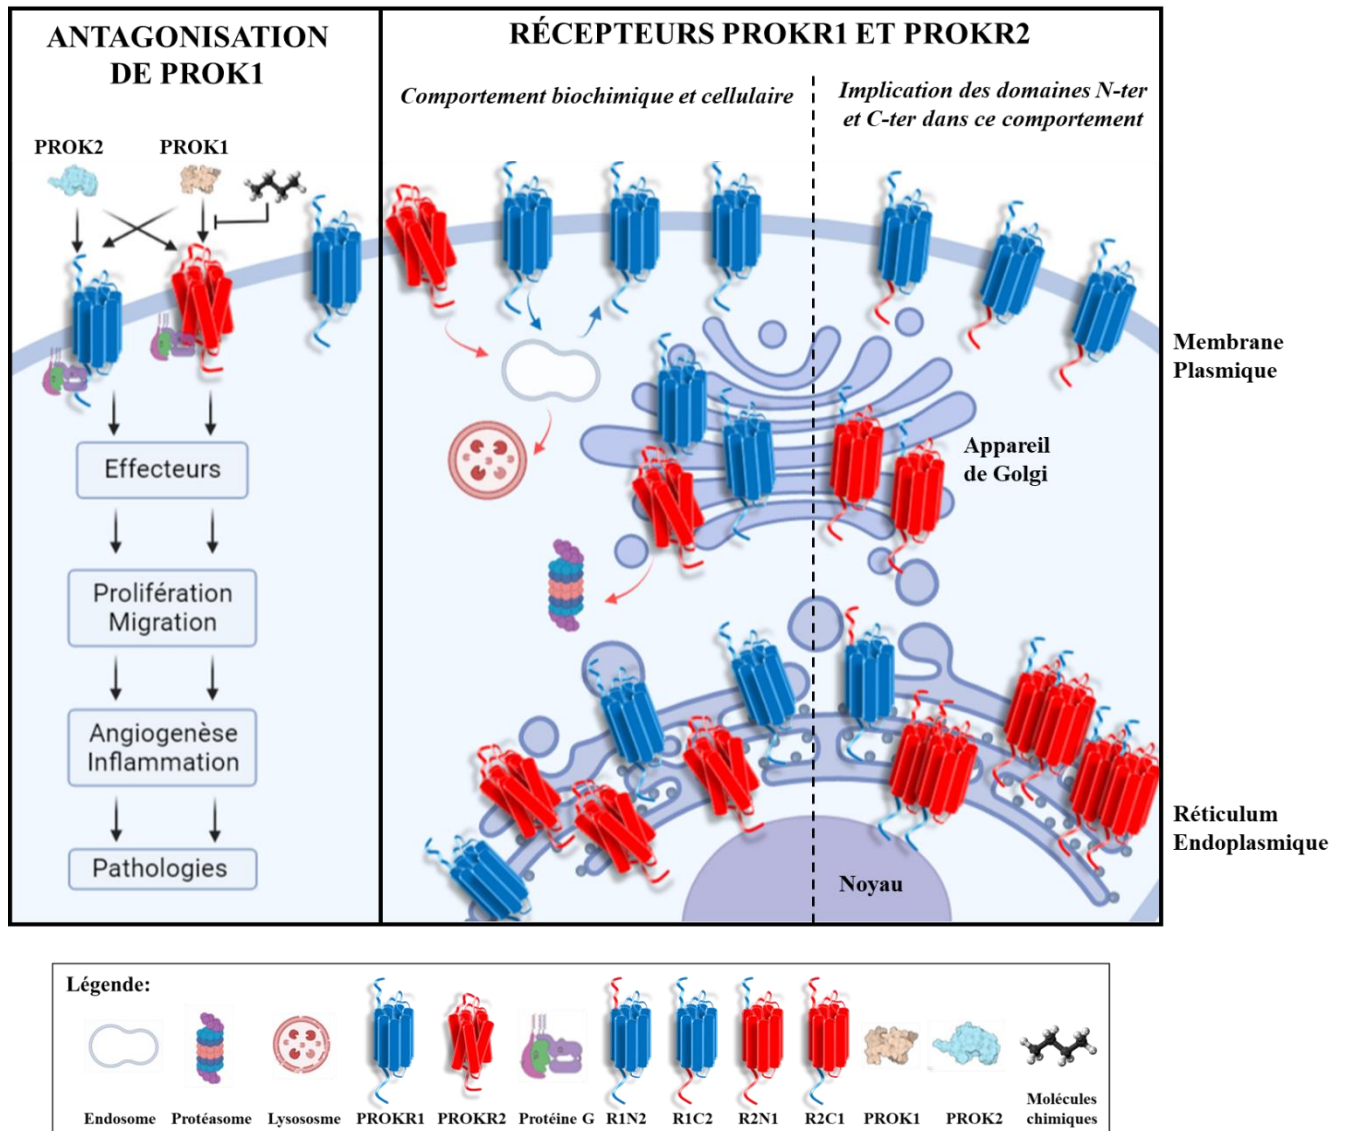 ANTAGONISATION
DE PROK1
PROK2
PROK1
Effecteurs
Prolifération
Migration
Angiogenèse
Inflammation
Pathologies
RÉCEPTEURS PROKR1 ET PROKR2
Comportement biochimique et cellulaire
Implication des domaines N-ter
et C-ter dans ce comportement
Appareil
de Golgi
Noyau
Membrane
Plasmique
Réticulum
Endoplasmique
Légende:
Endosome
Protéasome
Lysososme
PROKR1
PROKR2
Protéine G
R1N2
R1C2
R2N1
R2C1
PROK1
PROK2
Molécules
chimiques